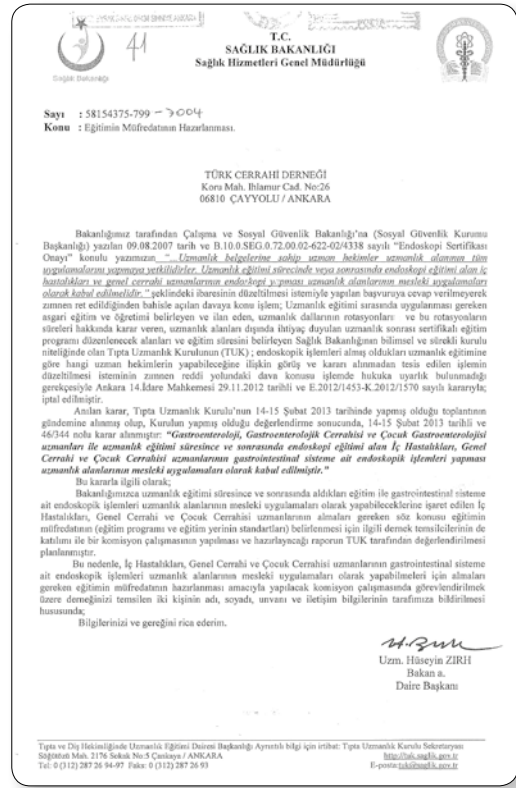 41
T.C.
SAĞLIK BAKANLIĞI
Sağlık Hizmetleri Genel Müdürlüğü
Sağlık Bakanlığı
Sayı : 58154375-799 - 7004
Konu : Eğitimin Müfredatının Hazırlanması.
TÜRK CERRAHİ DERNEĞİ
Koru Mah. Ihlamur Cad. No:26
06810 ÇAYYOLU / ANKARA
Bakanlığımız tarafından Çalışma ve Sosyal Güvenlik Bakanlığı'na (Sosyal Güvenlik Kurumu
Başkanlığı) yazılan 09.08.2007 tarih ve B.10.0.SEG.0.72.00.02-622-02/4338 sayılı "Endoskopi Sertifikası
Onayı" konulu yazımızın "...Uzmanlık belgelerine sahip uzman hekimler uzmanlık alanının tüm
uygulamalarını yapmaya yetkilidirler. Uzmanlık eğitimi sürecinde veya sonrasında endoskopi eğitimi alan iç
hastalıkları ve genel cerrahi uzmanlarının endoskopi yapması uzmanlık alanlarının mesleki uygulamaları
olarak kabul edilmelidir." şeklindeki ibaresinin düzeltilmesi istemiyle yapılan başvuruya cevap verilmeyerek
zımnen ret edildiğinden bahisle açılan davaya konu işlem; Uzmanlık eğitimi sırasında uygulanması gereken
asgari eğitim ve öğretimi belirleyen ve ilan eden, uzmanlık dallarının rotasyonları ve bu rotasyonların
süreleri hakkında karar veren, uzmanlık alanları dışında ihtiyaç duyulan uzmanlık sonrası sertifikalı eğitim
programı düzenlenecek alanları ve eğitim süresini belirleyen Sağlık Bakanlığının bilimsel ve sürekli kurulu
niteliğinde olan Tıpta Uzmanlık Kurulunun (TUK) ; endoskopik işlemleri almış oldukları uzmanlık eğitimine
göre hangi uzman hekimlerin yapabileceğine ilişkin görüş ve kararı alınmadan tesis edilen işlemin
düzeltilmesi isteminin zımnen reddi yolundaki dava konusu işlemde hukuka uyarlık bulunmadığı
gerekçesiyle Ankara 14.İdare Mahkemesi 29.11.2012 tarihli ve E.2012/1453-K.2012/1570 sayılı kararıyla;
iptal edilmiştir.
Anılan karar, Tıpta Uzmanlık Kurulu'nun 14-15 Şubat 2013 tarihinde yapmış olduğu toplantının
gündemine alınmış olup, Kurulun yapmış olduğu değerlendirme sonucunda, 14-15 Şubat 2013 tarihli ve
46/344 nolu karar alınmıştır: "Gastroenteroloji, Gastroenterolojik Cerrahisi ve Çocuk Gastroenterolojisi
uzmanları ile uzmanlık eğitimi süresince ve sonrasında endoskopi eğitimi alan İç Hastalıkları, Genel
Cerrahi ve Çocuk Cerrahisi uzmanlarının gastrointestinal sisteme ait endoskopik işlemleri yapması
uzmanlık alanlarının mesleki uygulamaları olarak kabul edilmiştir."
Bu kararla ilgili olarak;
Bakanlığımızca uzmanlık eğitimi süresince ve sonrasında aldıkları eğitim ile gastrointestinal sisteme
ait endoskopik işlemleri uzmanlık alanlarının mesleki uygulamaları olarak yapabileceklerine işaret edilen İç
Hastalıkları, Genel Cerrahi ve Çocuk Cerrahisi uzmanlarının almaları gereken söz konusu eğitimin
müfredatının (eğitim programı ve eğitim yerinin standartları) belirlenmesi için ilgili dernek temsilcilerinin de
katılımı ile bir komisyon çalışmasının yapılması ve hazırlayacağı raporun TUK tarafından değerlendirilmesi
planlanmıştır.
Bu nedenle, İç Hastalıkları, Genel Cerrahi ve Çocuk Cerrahisi uzmanlarının gastrointestinal sisteme
ait endoskopik işlemleri uzmanlık alanlarının mesleki uygulamaları olarak yapabilmeleri için almaları
gereken eğitimin müfredatının hazırlanması amacıyla yapılacak komisyon çalışmasında görevlendirilmek
üzere derneğinizi temsilen iki kişinin adı, soyadı, unvanı ve iletişim bilgilerinin tarafımıza bildirilmesi
hususunda;
Bilgilerinizi ve gereğini rica ederim.
Uzm. Hüseyin ZIRH
Bakan a.
Daire Başkanı
Tıpta ve Diş Hekimliğinde Uzmanlık Eğitimi Dairesi Başkanlığı Ayrıntılı bilgi için irtibat: Tıpta Uzmanlık Kurulu Sekretaryası
Söğütözü Mah. 2176 Sokak No:5 Çankaya / ANKARA http://tuk.saglik.gov.tr
Tel: 0 (312) 287 26 94-97 Faks: 0 (312) 287 26 93 E-posta:tuk@saglik.gov.tr